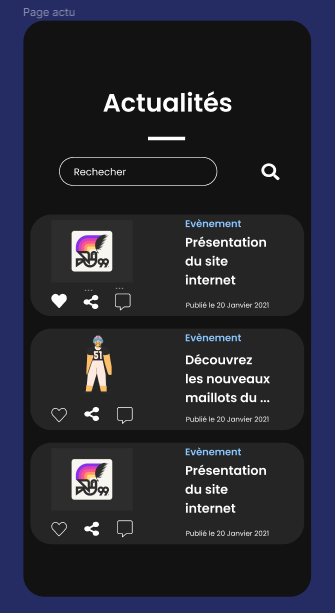 Page actu
Actualités
Rechercher
Evènement
Présentation
du site
internet
Publié le 20 Janvier 2021
Evènement
51
Découvrez
les nouveaux
maillots du ...
Publié le 20 Janvier 2021
Evènement
Présentation
du site
internet
Publié le 20 Janvier 2021